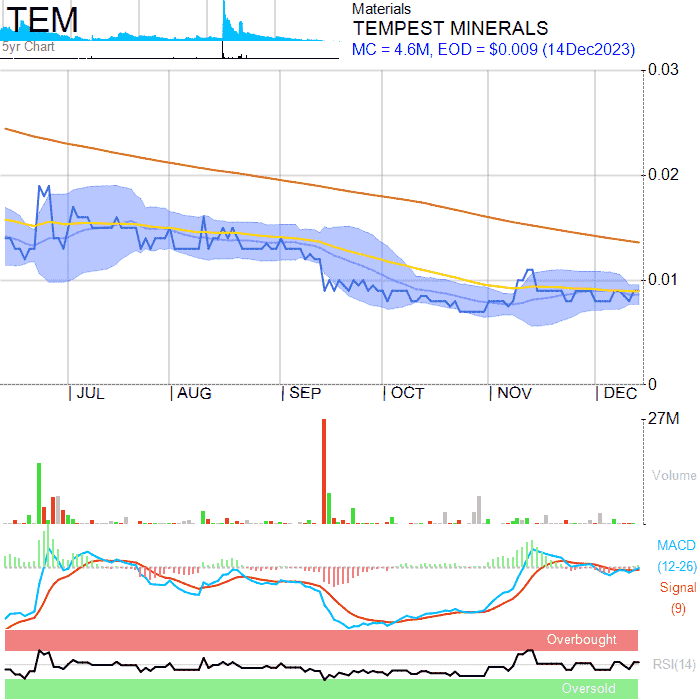 TEM
Materials
TEMPEST MINERALS
5yr Chart
MC = 4.6M, EOD = $0.009 (14Dec2023)
0.03
0.02
0.01
0
| JUL | AUG | SEP | OCT | NOV | DEC
27M
Volume
MACD
(12-26)
Signal
(9)
Overbought
RSI(14)
Oversold